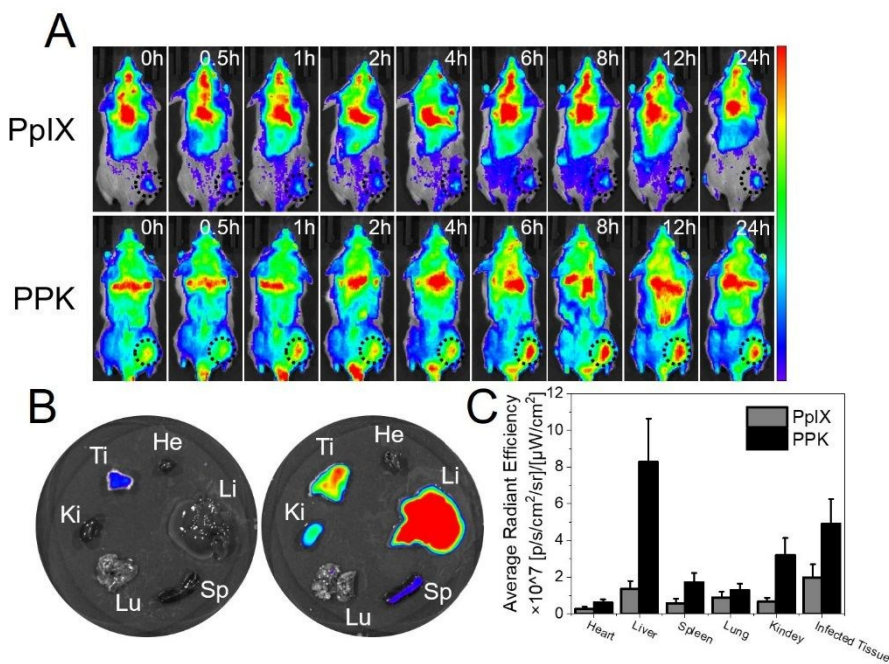 A
0h 0.5h 1h 2h 4h 6h 8h 12h 24h
PpIX
0h 0.5h 1h 2h 4h 6h 8h 12h 24h
PPK
B
Ti He Li Ki Lu Sp
Ti He Li Ki Lu Sp
C
PpIX
PPK
Average Radiant Efficiency
×10^7 [p/s/cm²/sr]/[µW/cm²]
12
10
8
6
4
2
0
Heart Liver Spleen Lung Kindey Infected Tissue